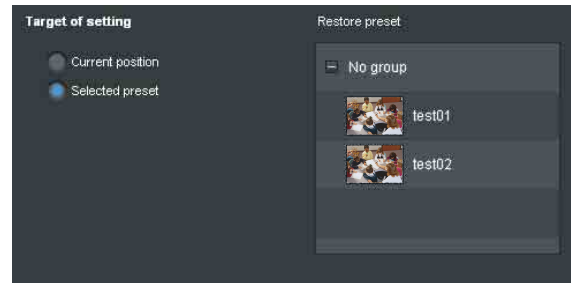 Target of setting
Current position
Selected preset
Restore preset
No group
test01
test02